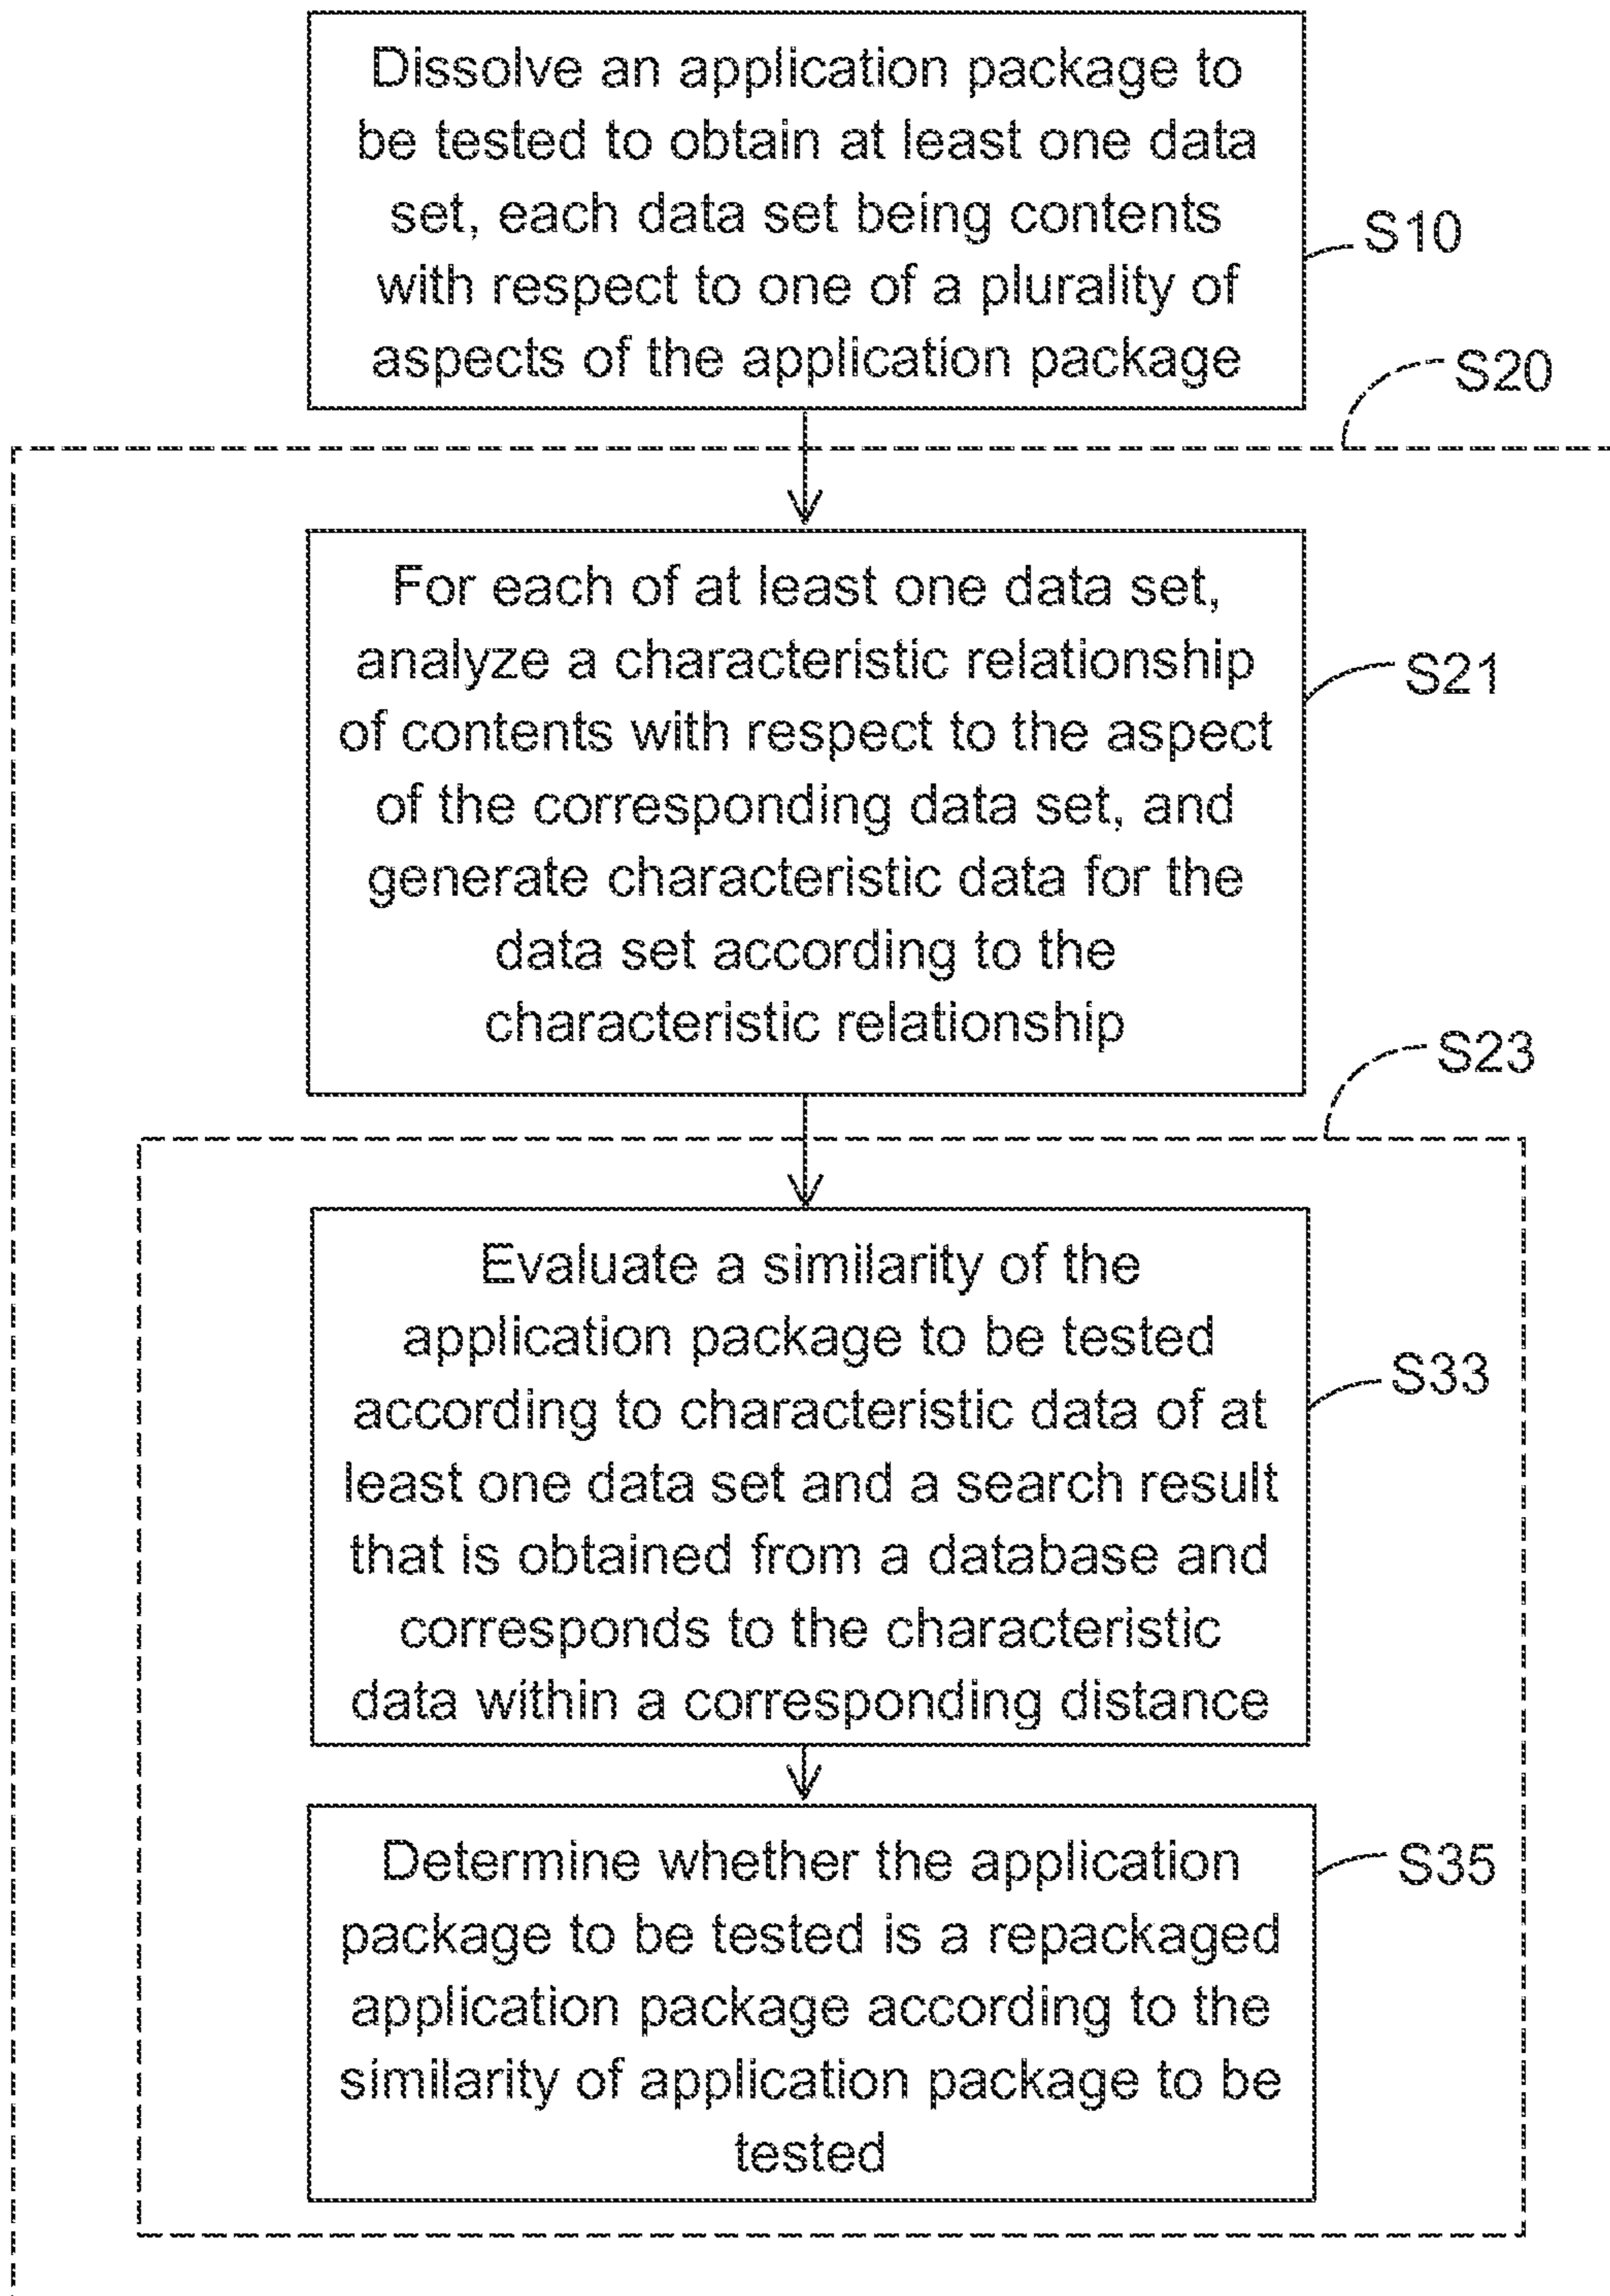 Dissolve an application package to
be tested to obtain at least one data
set, each data set being contents
with respect to one of a plurality of
aspects of the application package
S10
S20
For each of at least one data set,
analyze a characteristic relationship
of contents with respect to the aspect
of the corresponding data set, and
generate characteristic data for the
data set according to the
characteristic relationship
S21
S23
Evaluate a similarity of the
application package to be tested
according to characteristic data of at
least one data set and a search result
that is obtained from a database and
corresponds to the characteristic
data within a corresponding distance
S33
Determine whether the application
package to be tested is a repackaged
application package according to the
similarity of application package to be
tested
S35